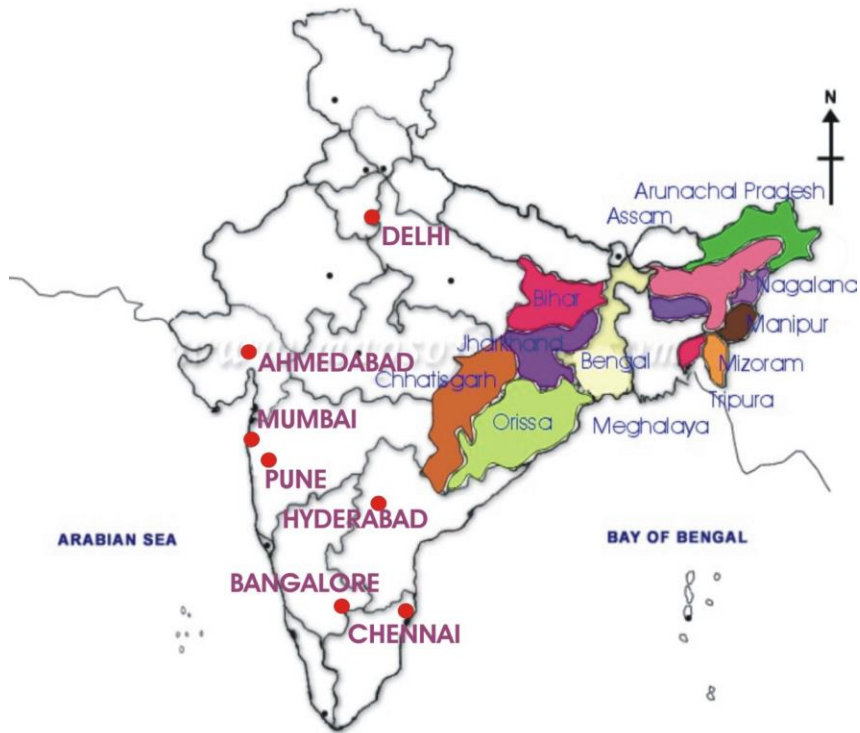 N
Arunachal Pradesh
Assam
DELHI
Nagaland
Bihar
Manipur
Jharkhand
AHMEDABAD
Bengal
Mizoram
Chhatisgarh
Tripura
MUMBAI
Orissa
Meghalaya
PUNE
HYDERABAD
ARABIAN SEA
BAY OF BENGAL
BANGALORE
CHENNAI